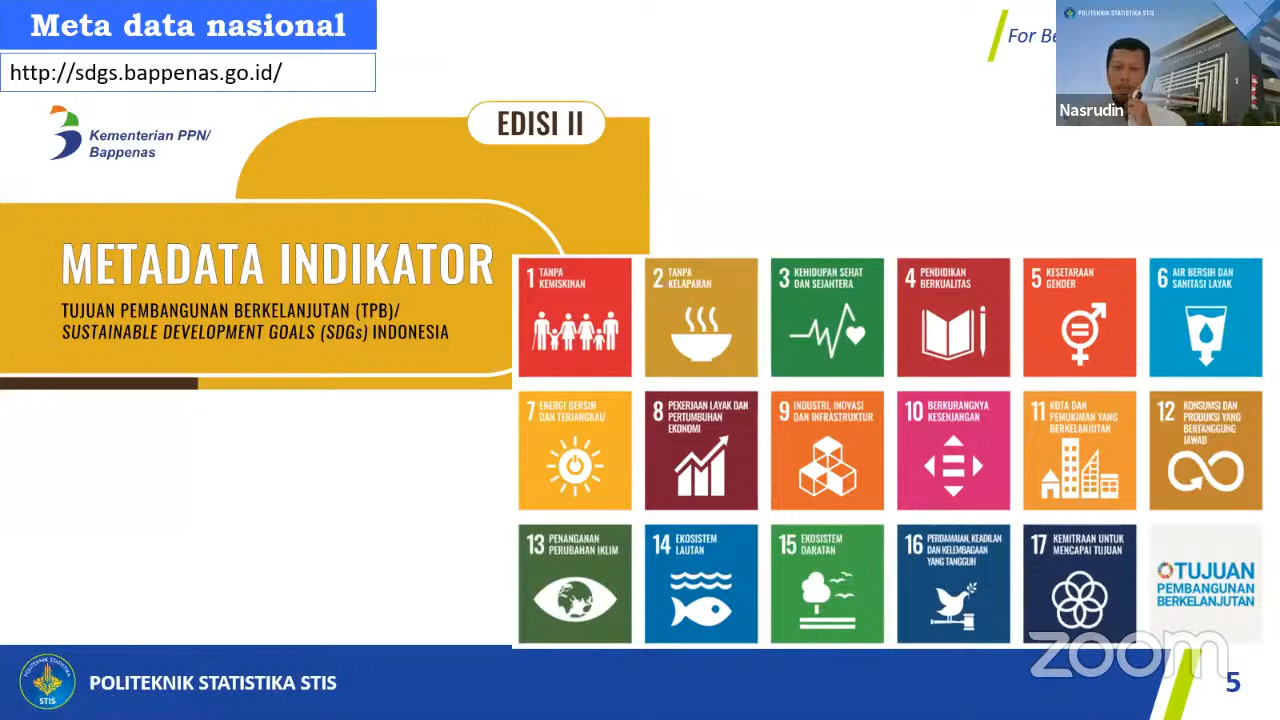 Meta data nasional
http://sdgs.bappenas.go.id/
For Be
POLITEKNIK STATISTIKA STIS
Nasrudin
Kementerian PPN/
Bappenas
EDISI II
METADATA INDIKATOR
TUJUAN PEMBANGUNAN BERKELANJUTAN (TPB)/
SUSTAINABLE DEVELOPMENT GOALS (SDGs) INDONESIA
1 TANPA
KEMISKINAN
2 TANPA
KELAPARAN
3 KEHIDUPAN SEHAT
DAN SEJAHTERA
4 PENDIDIKAN
BERKUALITAS
5 KESETARAAN
GENDER
6 AIR BERSIH DAN
SANITASI LAYAK
7 ENERGI BERSIH
DAN TERJANGKAU
8 PEKERJAAN LAYAK DAN
PERTUMBUHAN
EKONOMI
9 INDUSTRI, INOVASI
DAN INFRASTRUKTUR
10 BERKURANGNYA
KESENJANGAN
11 KOTA DAN
PEMUKIMAN YANG
BERKELANJUTAN
12 KONSUMSI DAN
PRODUKSI YANG
BERTANGGUNG
JAWAB
13 PENANGANAN
PERUBAHAN IKLIM
14 EKOSISTEM
LAUTAN
15 EKOSISTEM
DARATAN
16 PERDAMAIAN, KEADILAN
DAN KELEMBAGAAN
YANG TANGGUH
17 KEMITRAAN UNTUK
MENCAPAI TUJUAN
TUJUAN
PEMBANGUNAN
BERKELANJUTAN
zoom
POLITEKNIK STATISTIKA
STIS
POLITEKNIK STATISTIKA STIS
5